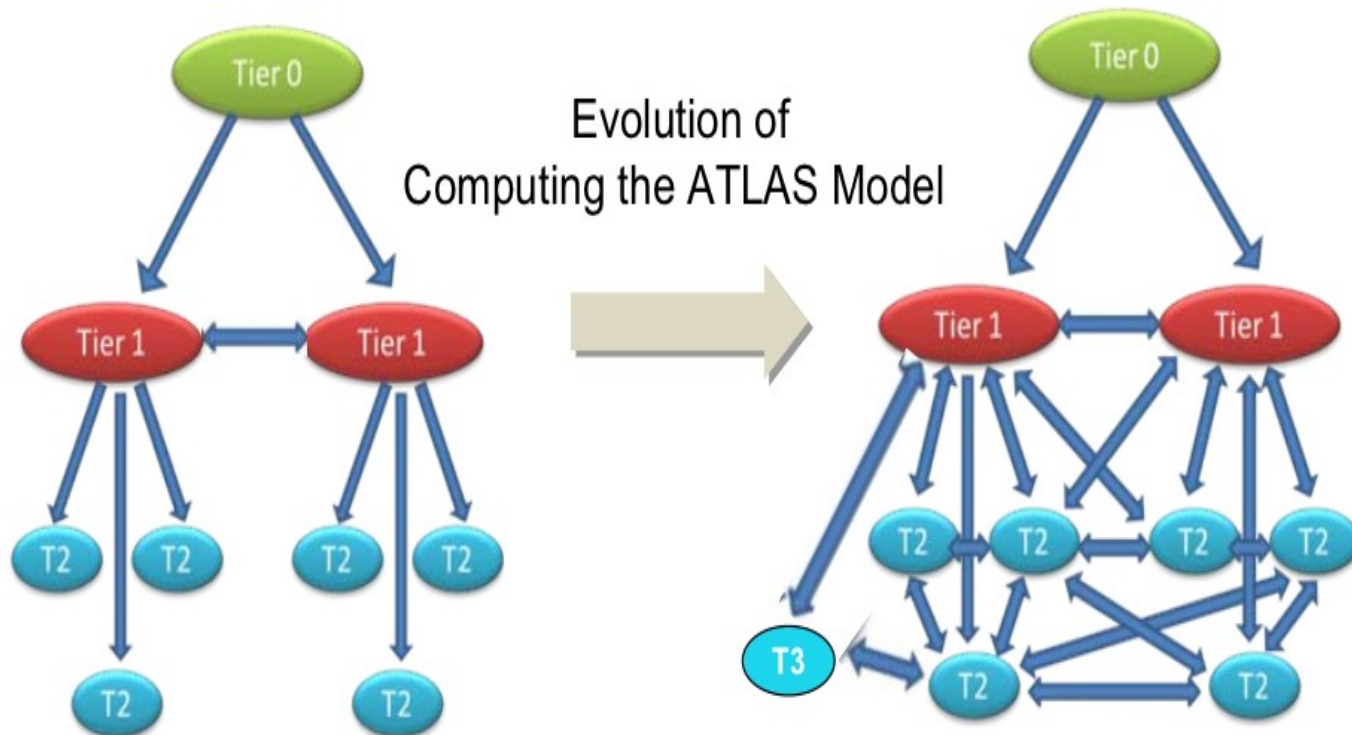 Tier 0
Tier 0
Evolution of
Computing the ATLAS Model
Tier 1
Tier 1
Tier 1
Tier 1
T2
T2
T2
T2
T2
T2
T2
T2
T3
T2
T2
T2
T2